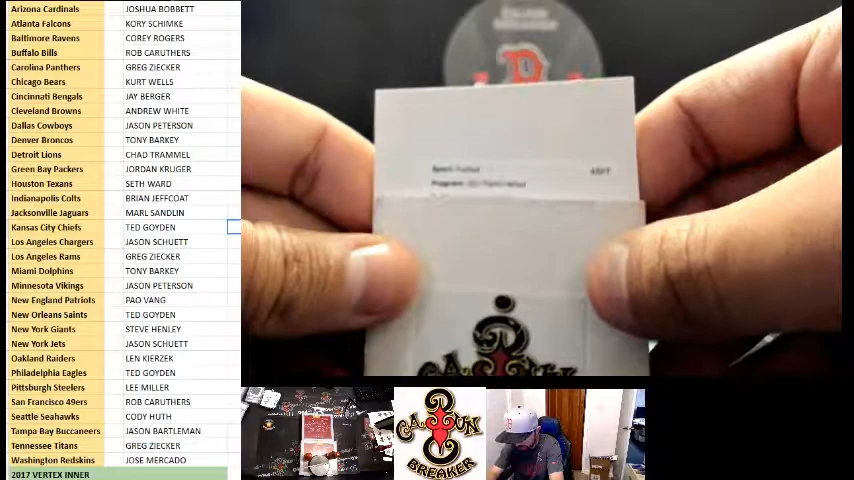 Arizona Cardinals JOSHUA BOBBETT
Atlanta Falcons KORY SCHIMKE
Baltimore Ravens COREY ROGERS
Buffalo Bills ROB CARUTHERS
Carolina Panthers GREG ZIECKER
Chicago Bears KURT WELLS
Cincinnati Bengals JAY BERGER
Cleveland Browns ANDREW WHITE
Dallas Cowboys JASON PETERSON
Denver Broncos TONY BARKEY
Detroit Lions CHAD TRAMMEL
Green Bay Packers JORDAN KRUGER
Houston Texans SETH WARD
Indianapolis Colts BRIAN JEFFCOAT
Jacksonville Jaguars MARL SANDLIN
Kansas City Chiefs TED GOYDEN
Los Angeles Chargers JASON SCHUETT
Los Angeles Rams GREG ZIECKER
Miami Dolphins TONY BARKEY
Minnesota Vikings JASON PETERSON
New England Patriots PAO VANG
New Orleans Saints TED GOYDEN
New York Giants STEVE HENLEY
New York Jets JASON SCHUETT
Oakland Raiders LEN KIERZEK
Philadelphia Eagles TED GOYDEN
Pittsburgh Steelers LEE MILLER
San Francisco 49ers ROB CARUTHERS
Seattle Seahawks CODY HUTH
Tampa Bay Buccaneers JASON BARTLEMAN
Tennessee Titans GREG ZIECKER
Washington Redskins JOSE MERCADO
2017 VERTEX INNER
CAJUN
BREAKER